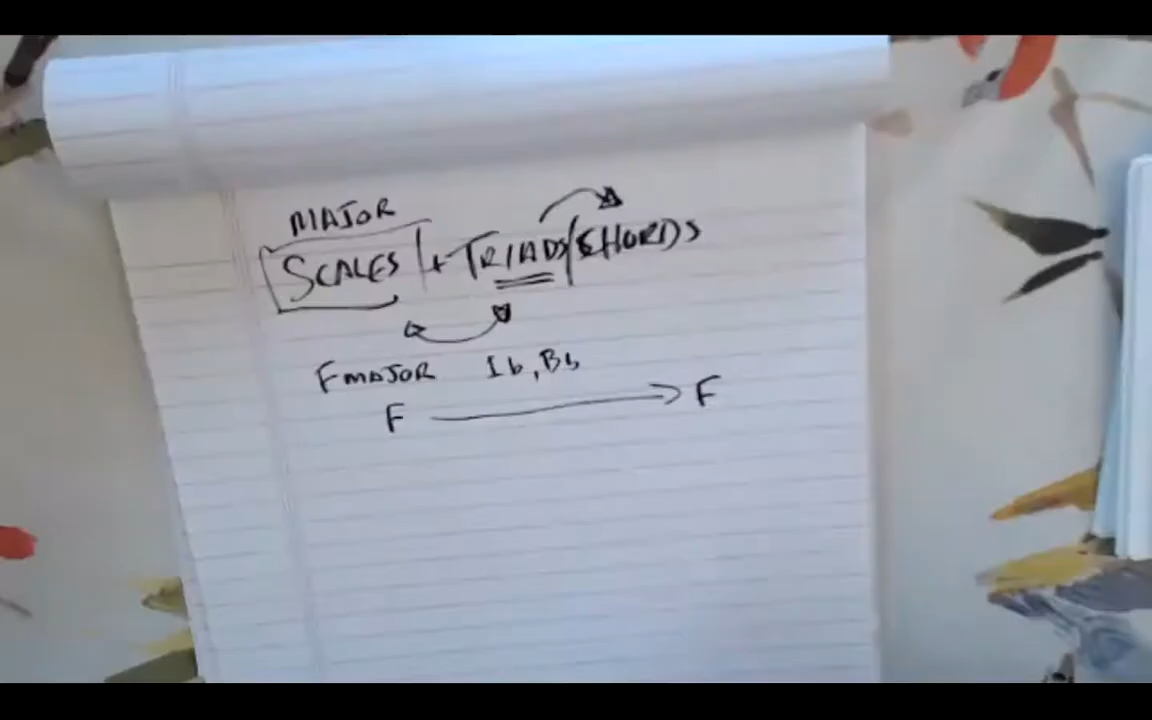 MAJOR
SCALES + TRIADS/CHORDS
F MAJOR 1b, Bb
F F